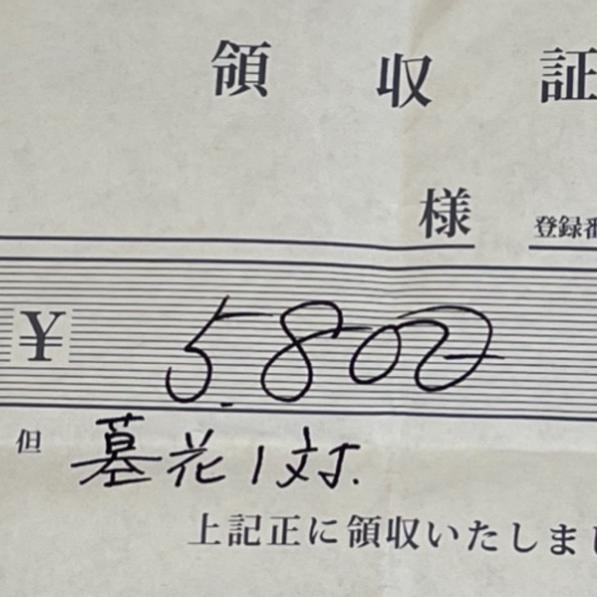 領収証
様 登録番
¥ 5.800
但 墓花1対.
上記正に領収いたしまし